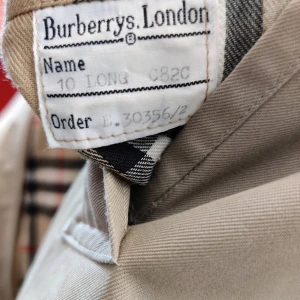 Burberrys.London
®
Name
10 LONG C82C
Order E.30356/2